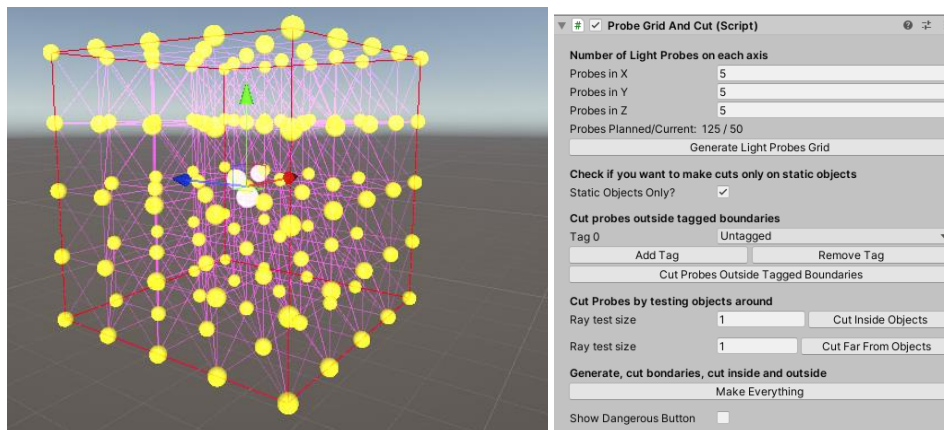 Probe Grid And Cut (Script)
Number of Light Probes on each axis
Probes in X 5
Probes in Y 5
Probes in Z 5
Probes Planned/Current: 125 / 50
Generate Light Probes Grid
Check if you want to make cuts only on static objects
Static Objects Only?
Cut probes outside tagged boundaries
Tag 0 Untagged
Add Tag Remove Tag
Cut Probes Outside Tagged Boundaries
Cut Probes by testing objects around
Ray test size 1 Cut Inside Objects
Ray test size 1 Cut Far From Objects
Generate, cut bondaries, cut inside and outside
Make Everything
Show Dangerous Button